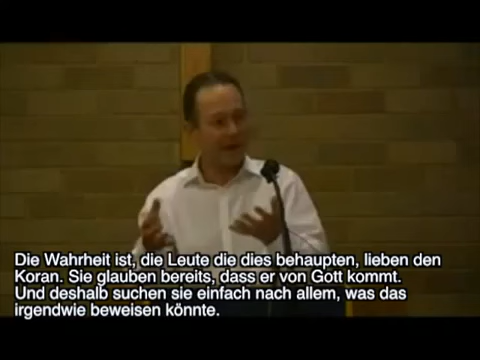 Die Wahrheit ist, die Leute die dies behaupten, lieben den
Koran. Sie glauben bereits, dass er von Gott kommt.
Und deshalb suchen sie einfach nach allem, was das
irgendwie beweisen könnte.